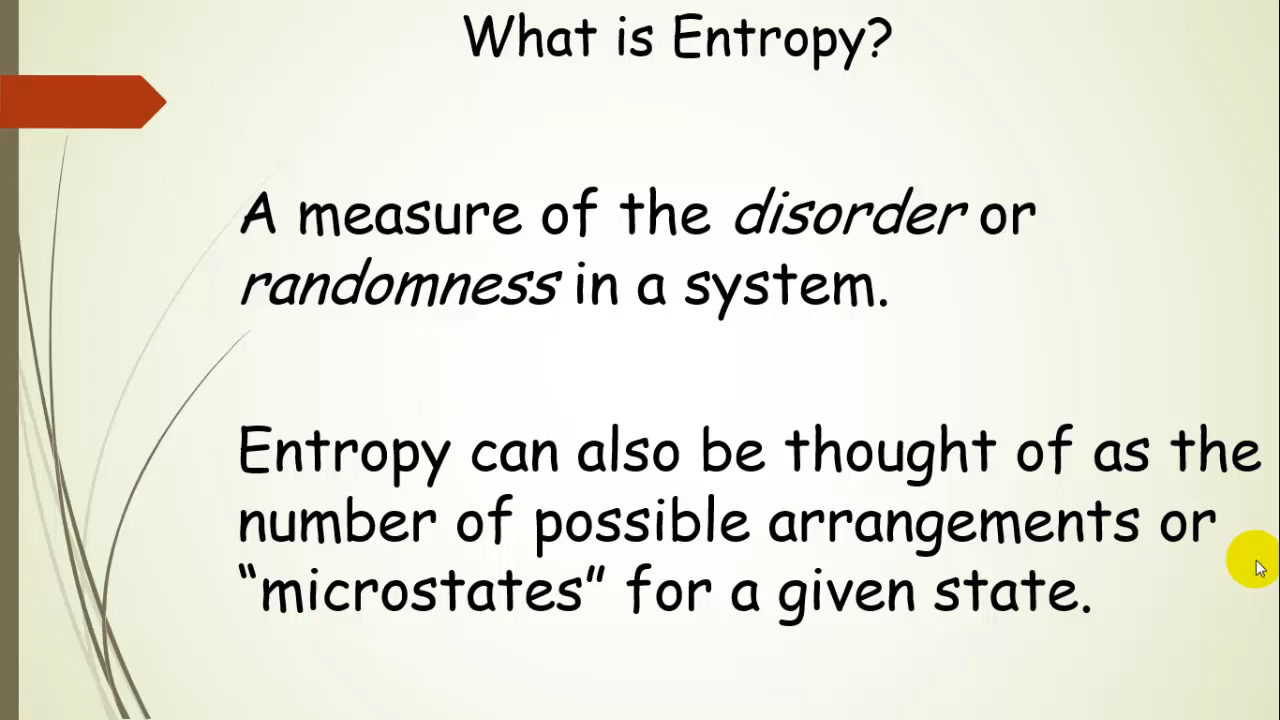 What is Entropy?
A measure of the disorder or
randomness in a system.
Entropy can also be thought of as the
number of possible arrangements or
“microstates” for a given state.